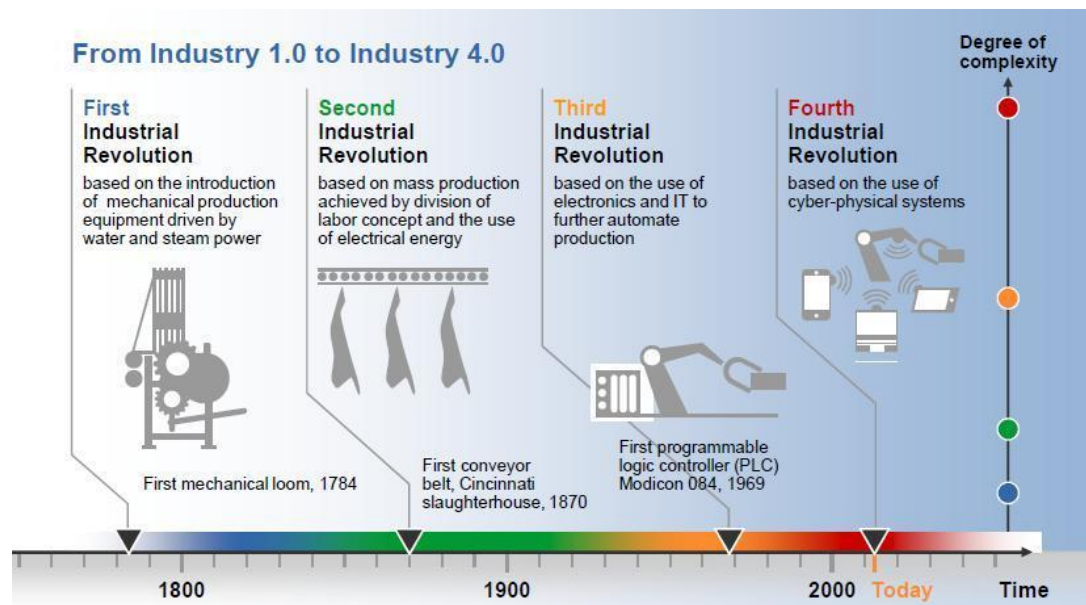 From Industry 1.0 to Industry 4.0
Degree of
complexity
First
Industrial
Revolution
based on the introduction
of mechanical production
equipment driven by
water and steam power
Second
Industrial
Revolution
based on mass production
achieved by division of
labor concept and the use
of electrical energy
Third
Industrial
Revolution
based on the use of
electronics and IT to
further automate
production
Fourth
Industrial
Revolution
based on the use of
cyber-physical systems
First mechanical loom, 1784
First conveyor
belt, Cincinnati
slaughterhouse, 1870
First programmable
logic controller (PLC)
Modicon 084, 1969
1800
1900
2000
Today
Time